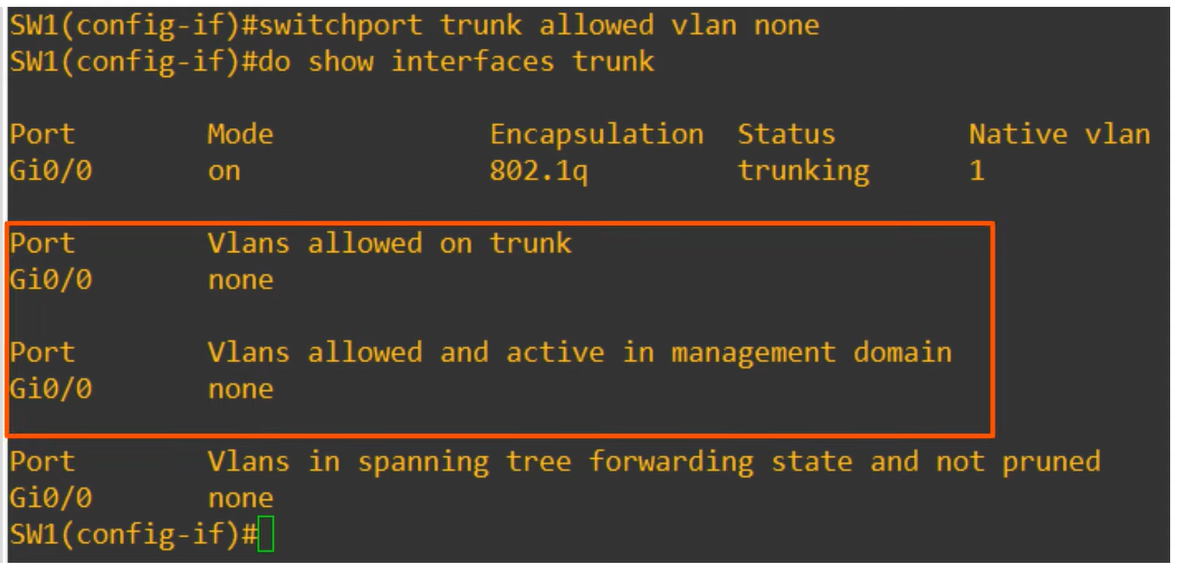 SW1(config-if)#switchport trunk allowed vlan none
SW1(config-if)#do show interfaces trunk
Port        Mode             Encapsulation  Status        Native vlan
Gi0/0       on               802.1q         trunking      1
Port        Vlans allowed on trunk
Gi0/0       none
Port        Vlans allowed and active in management domain
Gi0/0       none
Port        Vlans in spanning tree forwarding state and not pruned
Gi0/0       none
SW1(config-if)#